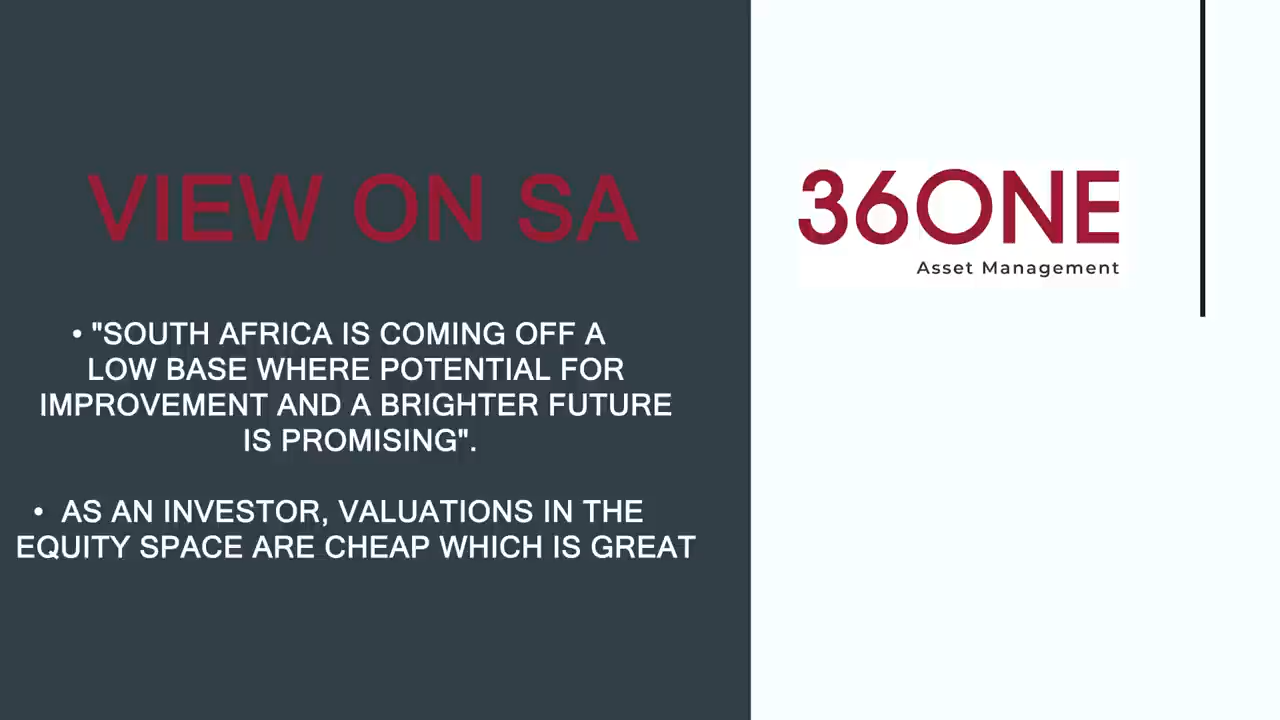 VIEW ON SA
• "SOUTH AFRICA IS COMING OFF A
LOW BASE WHERE POTENTIAL FOR
IMPROVEMENT AND A BRIGHTER FUTURE
IS PROMISING".
• AS AN INVESTOR, VALUATIONS IN THE
EQUITY SPACE ARE CHEAP WHICH IS GREAT
36ONE
Asset Management